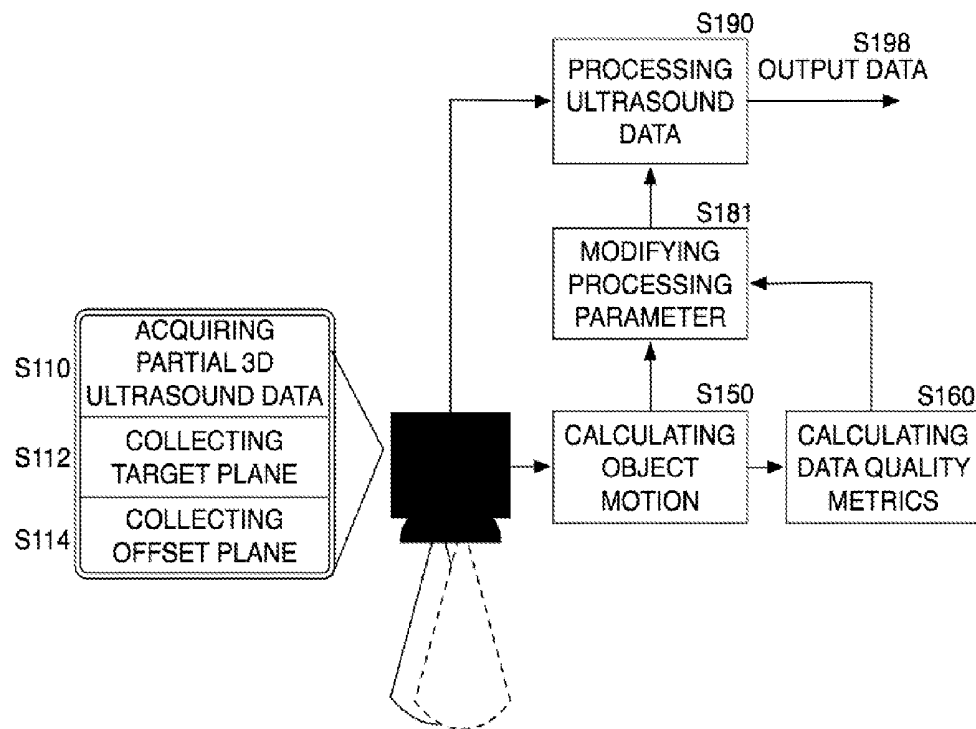 S190
PROCESSING
ULTRASOUND
DATA
S198
OUTPUT DATA
S181
MODIFYING
PROCESSING
PARAMETER
S110
ACQUIRING
PARTIAL 3D
ULTRASOUND DATA
S112
COLLECTING
TARGET PLANE
S114
COLLECTING
OFFSET PLANE
S150
CALCULATING
OBJECT
MOTION
S160
CALCULATING
DATA QUALITY
METRICS